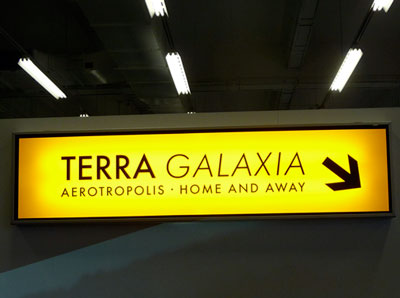 TERRA GALAXIA
AEROTROPOLIS · HOME AND AWAY